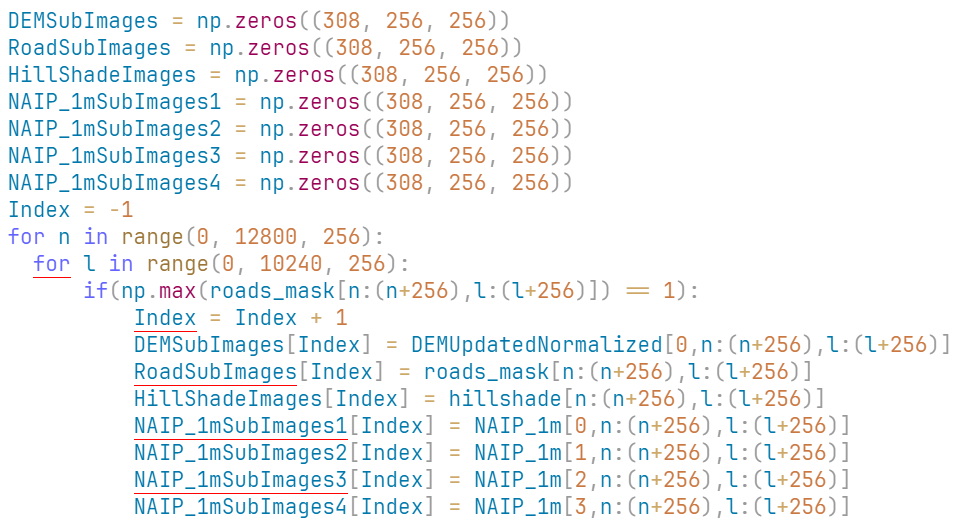 DEMSubImages = np.zeros((308, 256, 256))
RoadSubImages = np.zeros((308, 256, 256))
HillShadeImages = np.zeros((308, 256, 256))
NAIP_1mSubImages1 = np.zeros((308, 256, 256))
NAIP_1mSubImages2 = np.zeros((308, 256, 256))
NAIP_1mSubImages3 = np.zeros((308, 256, 256))
NAIP_1mSubImages4 = np.zeros((308, 256, 256))
Index = -1
for n in range(0, 12800, 256):
  for l in range(0, 10240, 256):
      if(np.max(roads_mask[n:(n+256),l:(l+256)]) == 1):
          Index = Index + 1
          DEMSubImages[Index] = DEMUpdatedNormalized[0,n:(n+256),l:(l+256)]
          RoadSubImages[Index] = roads_mask[n:(n+256),l:(l+256)]
          HillShadeImages[Index] = hillshade[n:(n+256),l:(l+256)]
          NAIP_1mSubImages1[Index] = NAIP_1m[0,n:(n+256),l:(l+256)]
          NAIP_1mSubImages2[Index] = NAIP_1m[1,n:(n+256),l:(l+256)]
          NAIP_1mSubImages3[Index] = NAIP_1m[2,n:(n+256),l:(l+256)]
          NAIP_1mSubImages4[Index] = NAIP_1m[3,n:(n+256),l:(l+256)]